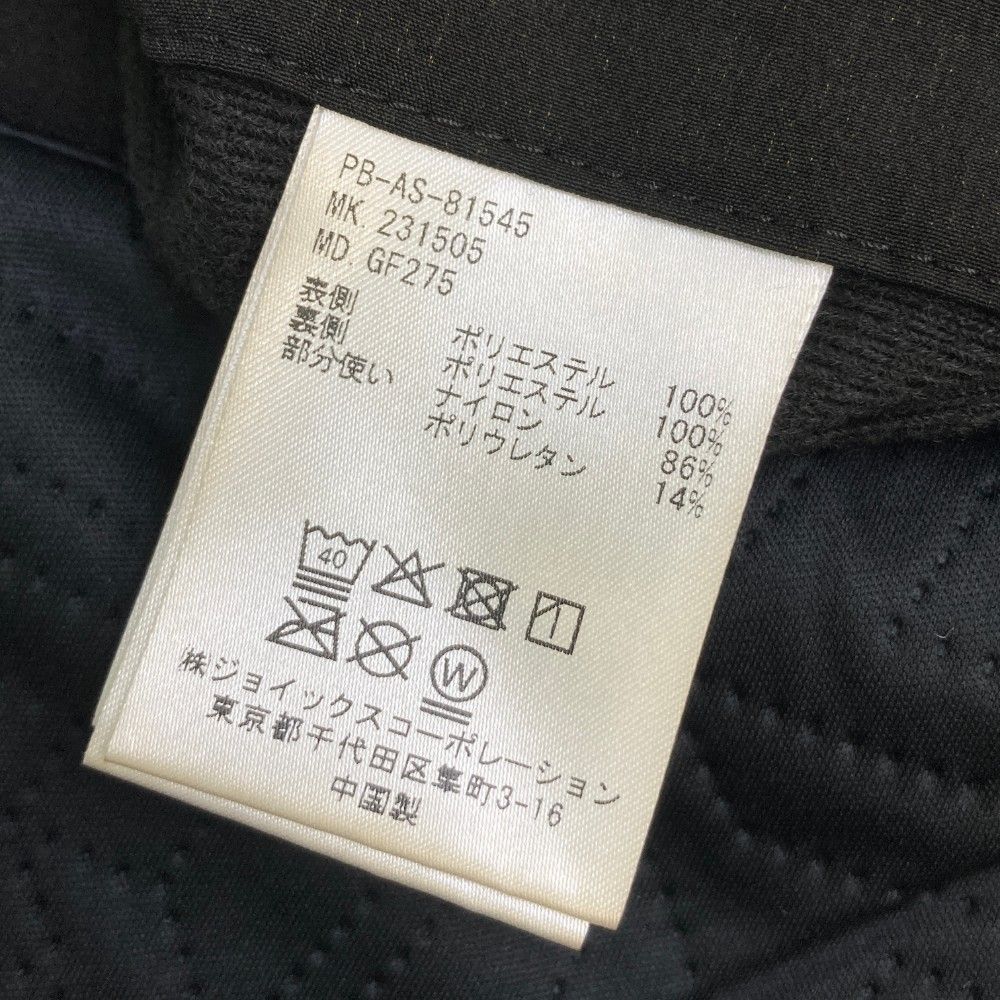 PB-AS-81545
MK. 231505
MD. GF275
表側 ポリエステル 100%
裏側 ポリエステル 100%
部分使い ナイロン 86%
ポリウレタン 14%
40
W
㈱ジョイックスコーポレーション
東京都千代田区隼町3-16
中国製